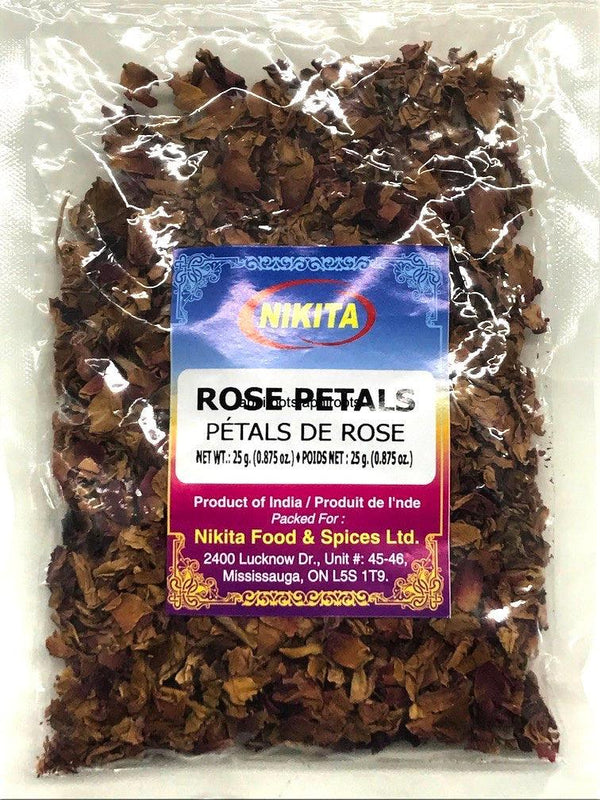 NIKITA
ROSE PETALS
PÉTALS DE ROSE
NET WT.: 25 g. (0.875 oz.) ♦ POIDS NET : 25 g. (0.875 oz.)
Product of India / Produit de l'nde
Packed For :
Nikita Food & Spices Ltd.
2400 Lucknow Dr., Unit #: 45-46,
Mississauga, ON L5S 1T9.